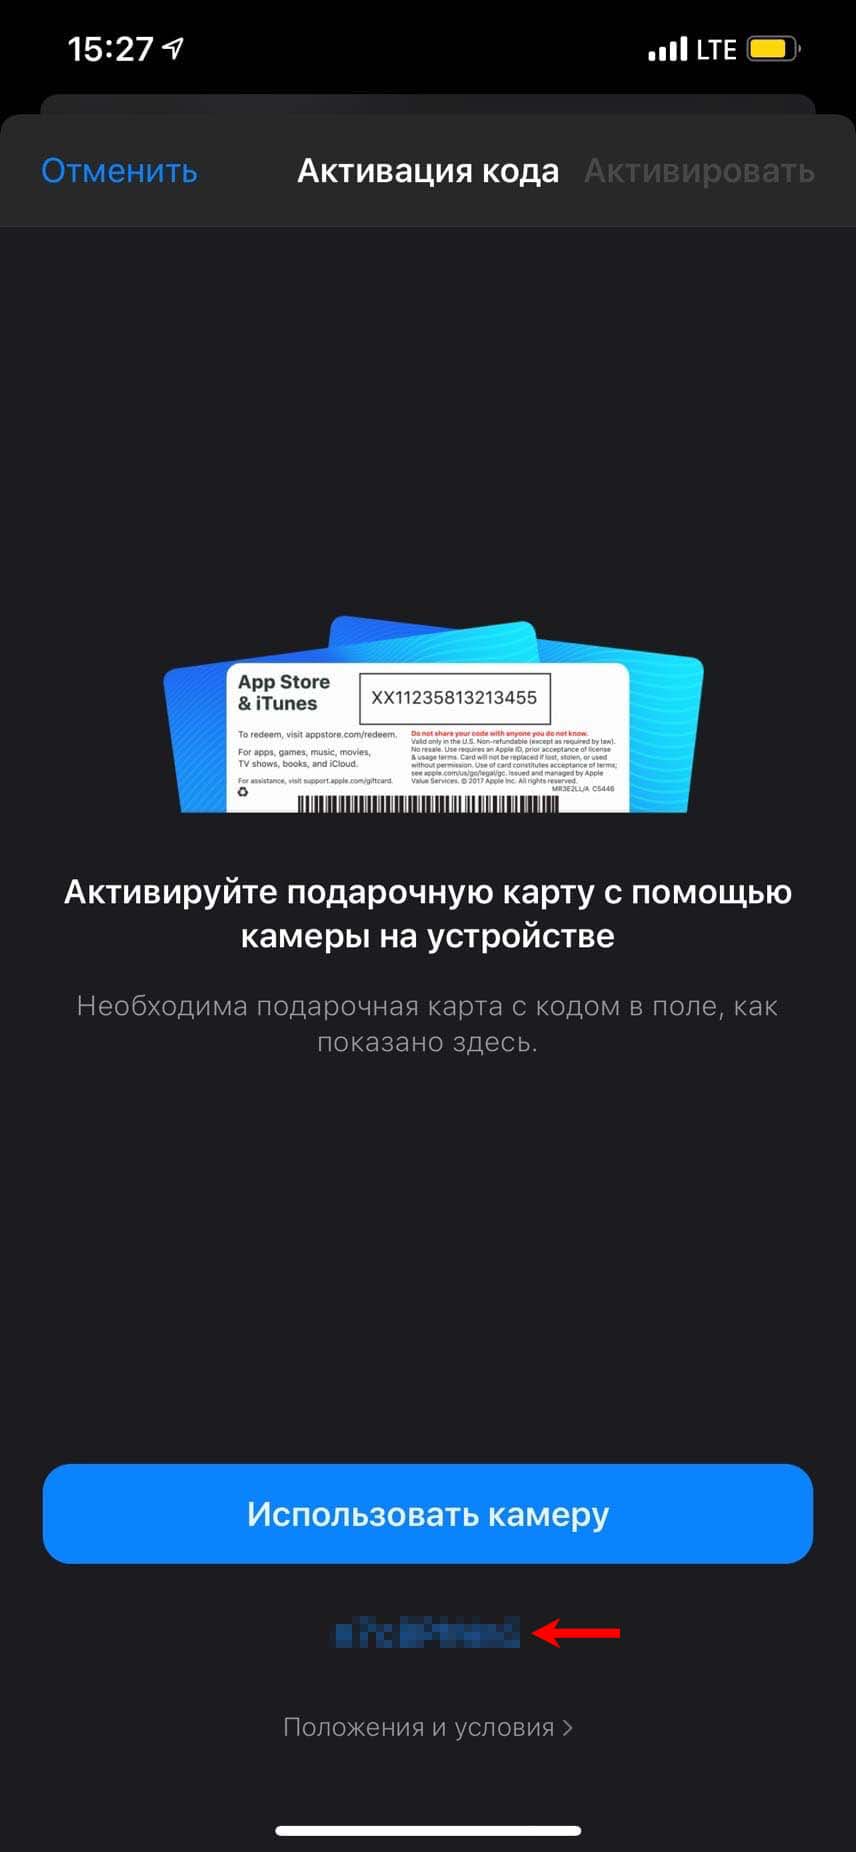 15:27
LTE
Отменить
Активация кода
Активировать
App Store
& iTunes
XX11235813213455
To redeem, visit appstore.com/redeem.
For apps, games, music, movies,
TV shows, books, and iCloud.
For assistance, visit support.apple.com/giftcard.
Do not share your code with anyone you do not know.
Valid only in the U.S. Non-refundable (except as required by law).
No resale. Use requires an Apple ID, prior acceptance of license
& usage terms. Card will not be replaced if lost, stolen, or used
without permission. Use of card constitutes acceptance of terms;
see apple.com/us/go/legal/gc. Issued and managed by Apple
Value Services. © 2017 Apple Inc. All rights reserved.
MR3E2LL/A C5446
Активируйте подарочную карту с помощью
камеры на устройстве
Необходима подарочная карта с кодом в поле, как
показано здесь.
Использовать камеру
Положения и условия >